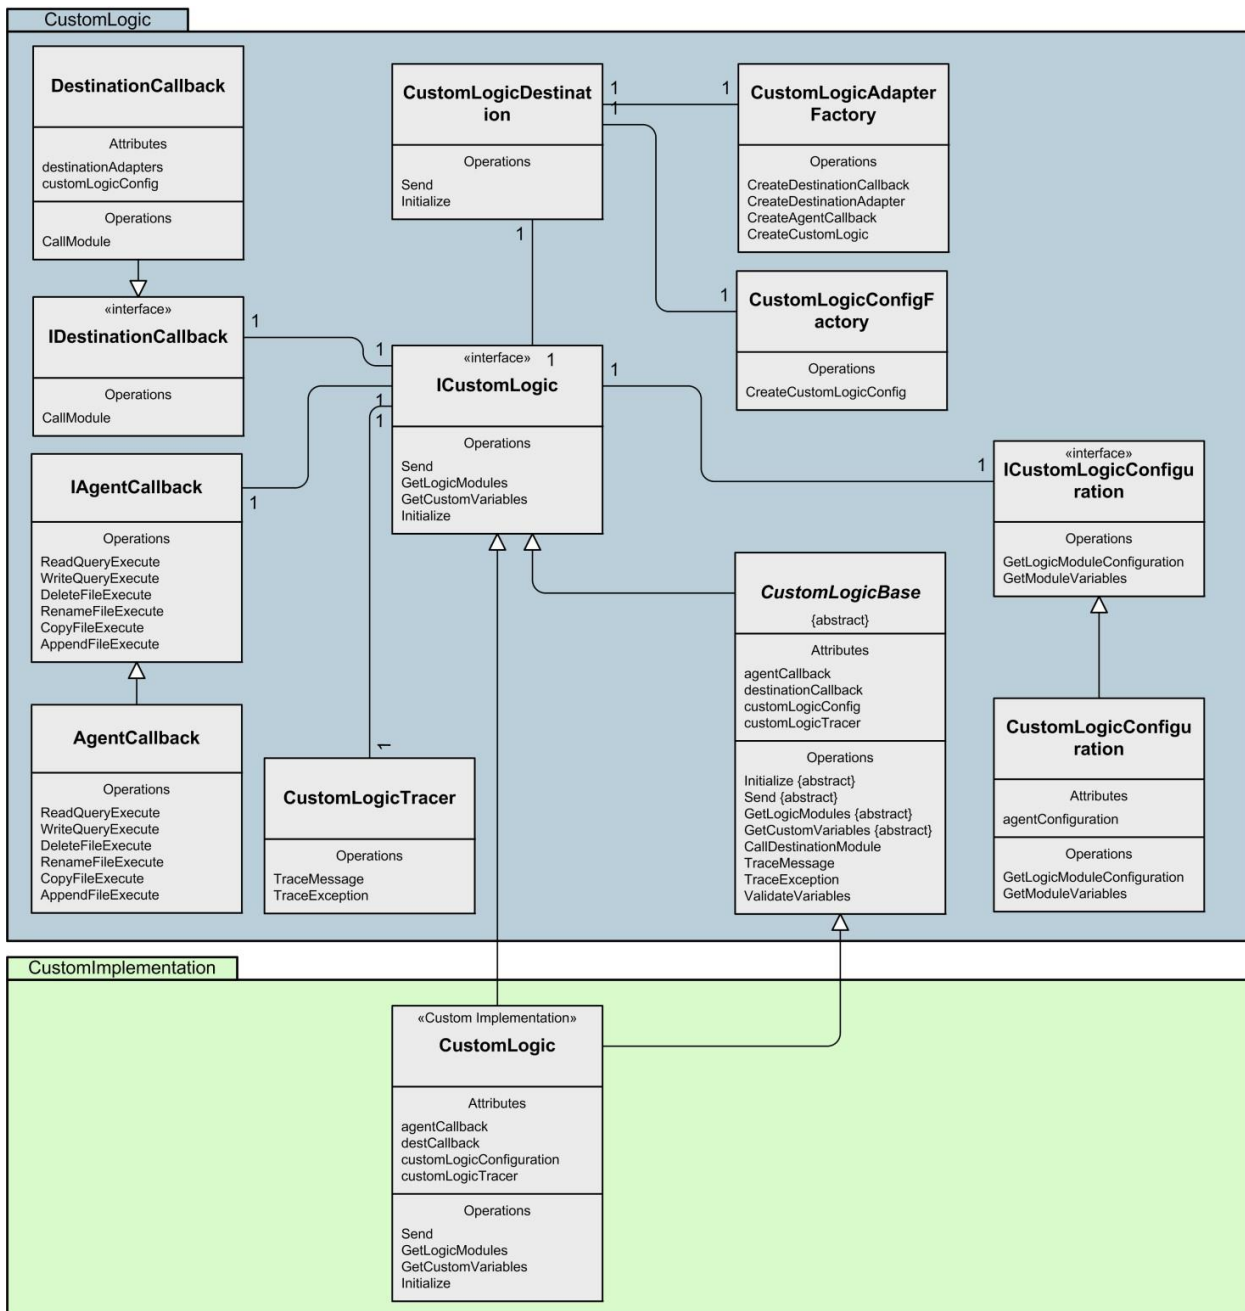 CustomLogic
DestinationCallback
Attributes
destinationAdapters
customLogicConfig
Operations
CallModule
CustomLogicDestinat
ion
Operations
Send
Initialize
1
1
1
CustomLogicAdapter
Factory
Operations
CreateDestinationCallback
CreateDestinationAdapter
CreateAgentCallback
CreateCustomLogic
1
1
CustomLogicConfigF
actory
Operations
CreateCustomLogicConfig
«interface»
IDestinationCallback
Operations
CallModule
1
1
«interface»
1
ICustomLogic
Operations
Send
GetLogicModules
GetCustomVariables
Initialize
1
1
1
1
«interface»
ICustomLogicConfigu
ration
Operations
GetLogicModuleConfiguration
GetModuleVariables
IAgentCallback
1
Operations
ReadQueryExecute
WriteQueryExecute
DeleteFileExecute
RenameFileExecute
CopyFileExecute
AppendFileExecute
AgentCallback
Operations
ReadQueryExecute
WriteQueryExecute
DeleteFileExecute
RenameFileExecute
CopyFileExecute
AppendFileExecute
1
CustomLogicTracer
Operations
TraceMessage
TraceException
CustomLogicBase
{abstract}
Attributes
agentCallback
destinationCallback
customLogicConfig
customLogicTracer
Operations
Initialize {abstract}
Send {abstract}
GetLogicModules {abstract}
GetCustomVariables {abstract}
CallDestinationModule
TraceMessage
TraceException
ValidateVariables
CustomLogicConfigu
ration
Attributes
agentConfiguration
Operations
GetLogicModuleConfiguration
GetModuleVariables
CustomImplementation
«Custom Implementation»
CustomLogic
Attributes
agentCallback
destCallback
customLogicConfiguration
customLogicTracer
Operations
Send
GetLogicModules
GetCustomVariables
Initialize